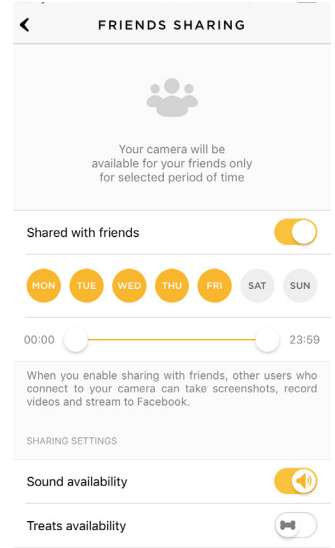 FRIENDS SHARING
Your camera will be
available for your friends only
for selected period of time
Shared with friends
MON TUE WED THU FRI SAT SUN
00:00 23:59
When you enable sharing with friends, other users who
connect to your camera can take screenshots, record
videos and stream to Facebook.
SHARING SETTINGS
Sound availability
Treats availability